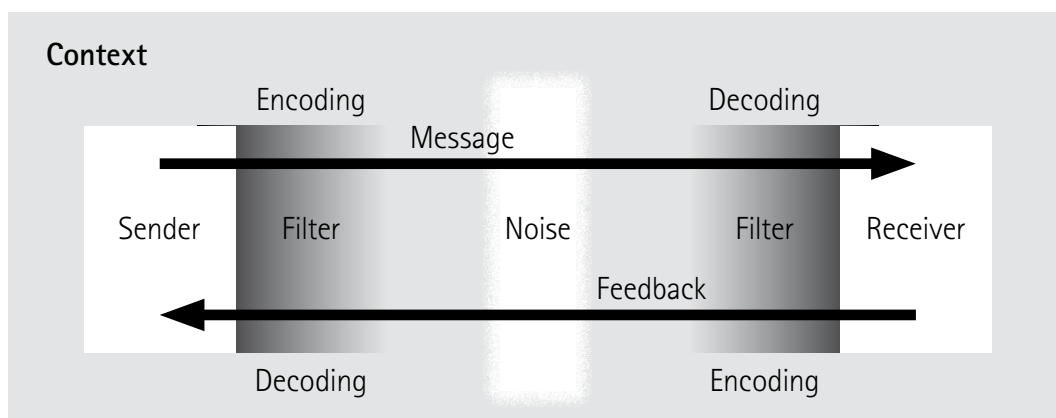 Context
Encoding
Decoding
Message
Sender
Filter
Noise
Filter
Receiver
Feedback
Decoding
Encoding